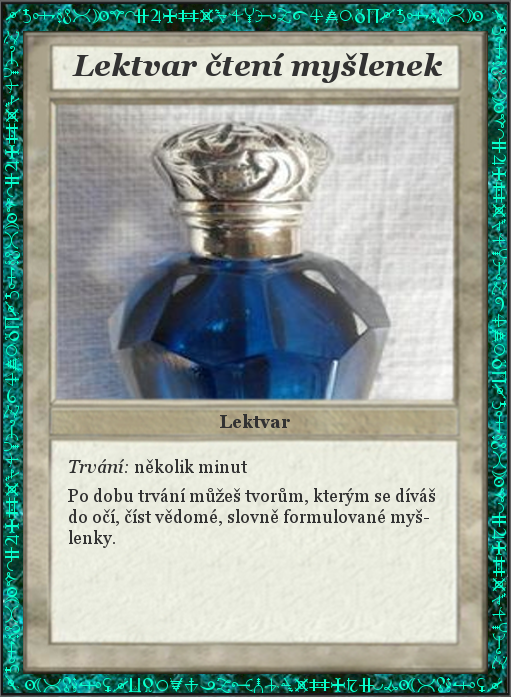 Lektvar čtení myšlenek
Lektvar
Trvání: několik minut
Po dobu trvání můžeš tvorům, kterým se díváš
do očí, číst vědomé, slovně formulované myš-
lenky.